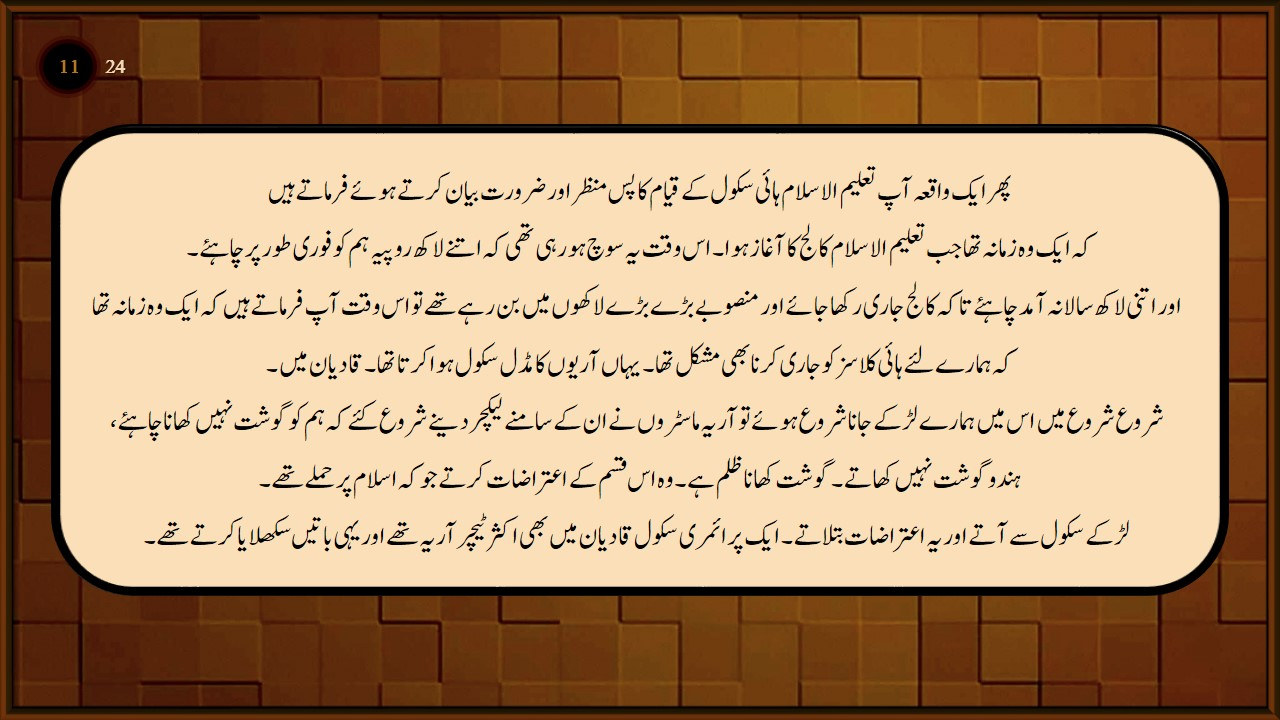 11 24
پھر ایک واقعہ آپ تعلیم الاسلام ہائی سکول کے قیام کا پس منظر اور ضرورت بیان کرتے ہوئے فرماتے ہیں
کہ ایک وہ زمانہ تھا جب تعلیم الاسلام کالج کا آغاز ہوا۔ اس وقت یہ سوچ ہو رہی تھی کہ اتنے لاکھ روپیہ ہم کو فوری طور پر چاہئے۔
اور اتنی لاکھ سالانہ آمد چاہئے تاکہ کالج جاری رکھا جائے اور منصوبے بڑے بڑے لاکھوں میں بن رہے تھے تو اس وقت آپ فرماتے ہیں کہ ایک وہ زمانہ تھا
کہ ہمارے لئے ہائی کلاسز کو جاری کرنا بھی مشکل تھا۔ یہاں آریوں کا مڈل سکول ہوا کرتا تھا۔ قادیان میں۔
شروع شروع میں اس میں ہمارے لڑکے جانا شروع ہوئے تو آریہ ماسٹروں نے ان کے سامنے لیکچر دینے شروع کئے کہ ہم کو گوشت نہیں کھانا چاہئے،
ہندو گوشت نہیں کھاتے۔ گوشت کھانا ظلم ہے۔ وہ اس قسم کے اعتراضات کرتے جو کہ اسلام پر حملے تھے۔
لڑکے سکول سے آتے اور یہ اعتراضات بتلاتے۔ ایک پرائمری سکول قادیان میں بھی اکثر ٹیچر آریہ تھے اور یہی باتیں سکھلایا کرتے تھے۔